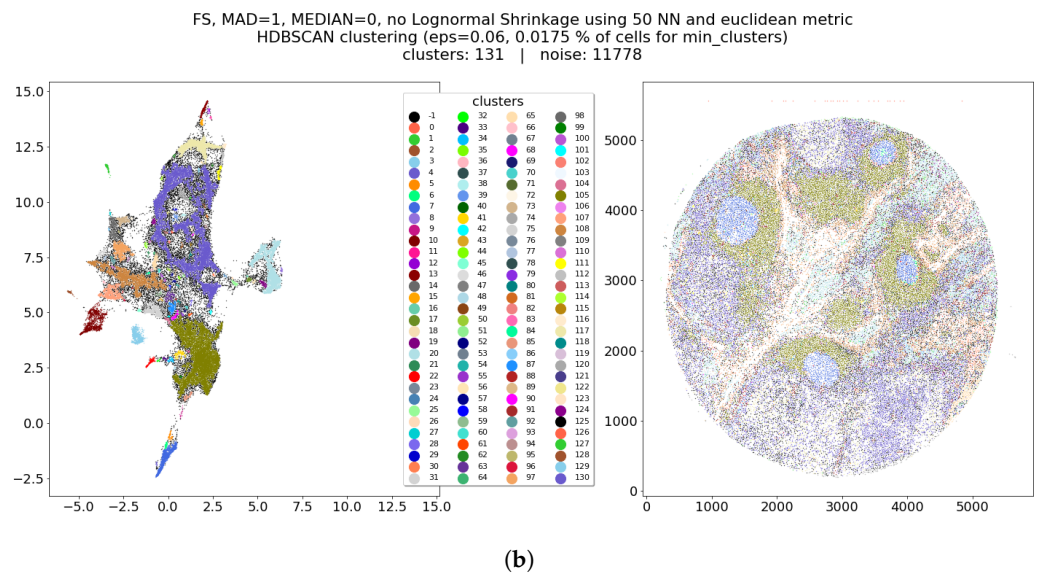 FS, MAD=1, MEDIAN=0, no Lognormal Shrinkage using 50 NN and euclidean metric
HDBSCAN clustering (eps=0.06, 0.0175 % of cells for min_clusters)
clusters: 131 | noise: 11778
15.0
12.5
10.0
7.5
5.0
2.5
0.0
−2.5
−5.0 −2.5 0.0 2.5 5.0 7.5 10.0 12.5 15.0
clusters
-1 32 65 98
0 33 66 99
1 34 67 100
2 35 68 101
3 36 69 102
4 37 70 103
5 38 71 104
6 39 72 105
7 40 73 106
8 41 74 107
9 42 75 108
10 43 76 109
11 44 77 110
12 45 78 111
13 46 79 112
14 47 80 113
15 48 81 114
16 49 82 115
17 50 83 116
18 51 84 117
19 52 85 118
20 53 86 119
21 54 87 120
22 55 88 121
23 56 89 122
24 57 90 123
25 58 91 124
26 59 92 125
27 60 93 126
28 61 94 127
29 62 95 128
30 63 96 129
31 64 97 130
5000
4000
3000
2000
1000
0
0 1000 2000 3000 4000 5000
(b)